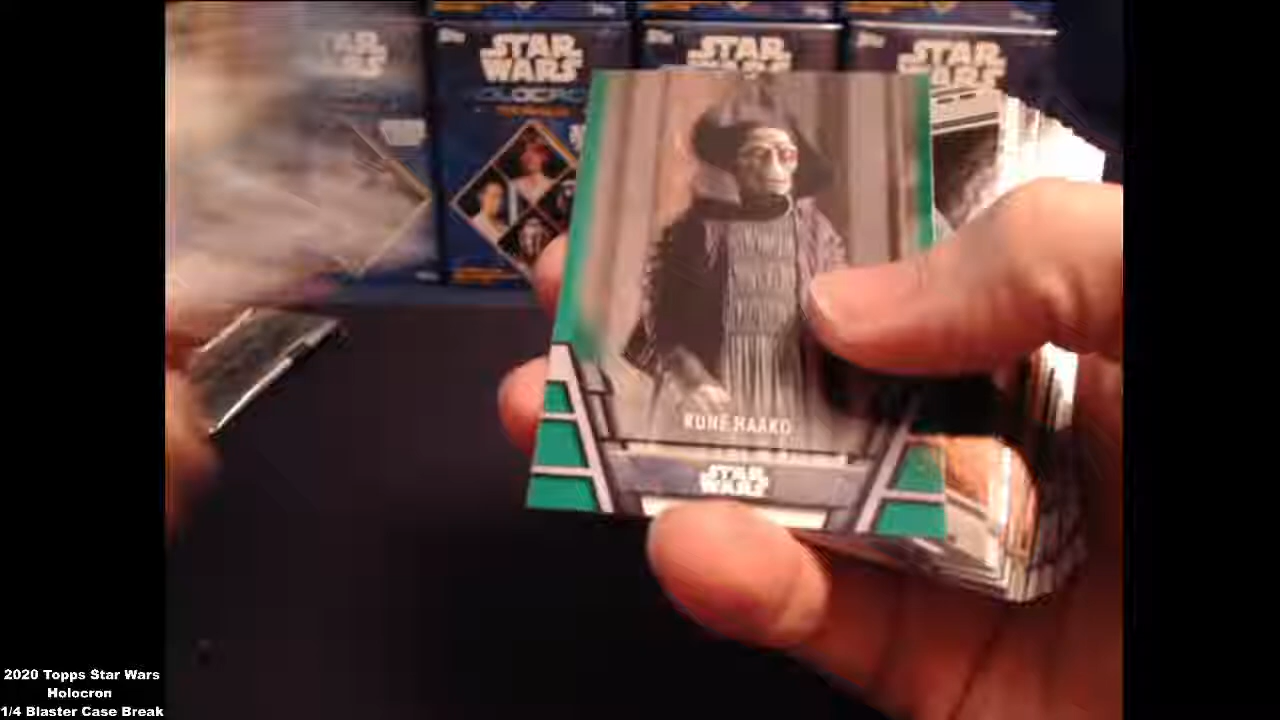 STAR
WARS
STAR
WARS
STAR
WARS
STAR
WARS
HOLOCRON
RUNE HAAKO
STAR
WARS
2020 Topps Star Wars
Holocron
1/4 Blaster Case Break